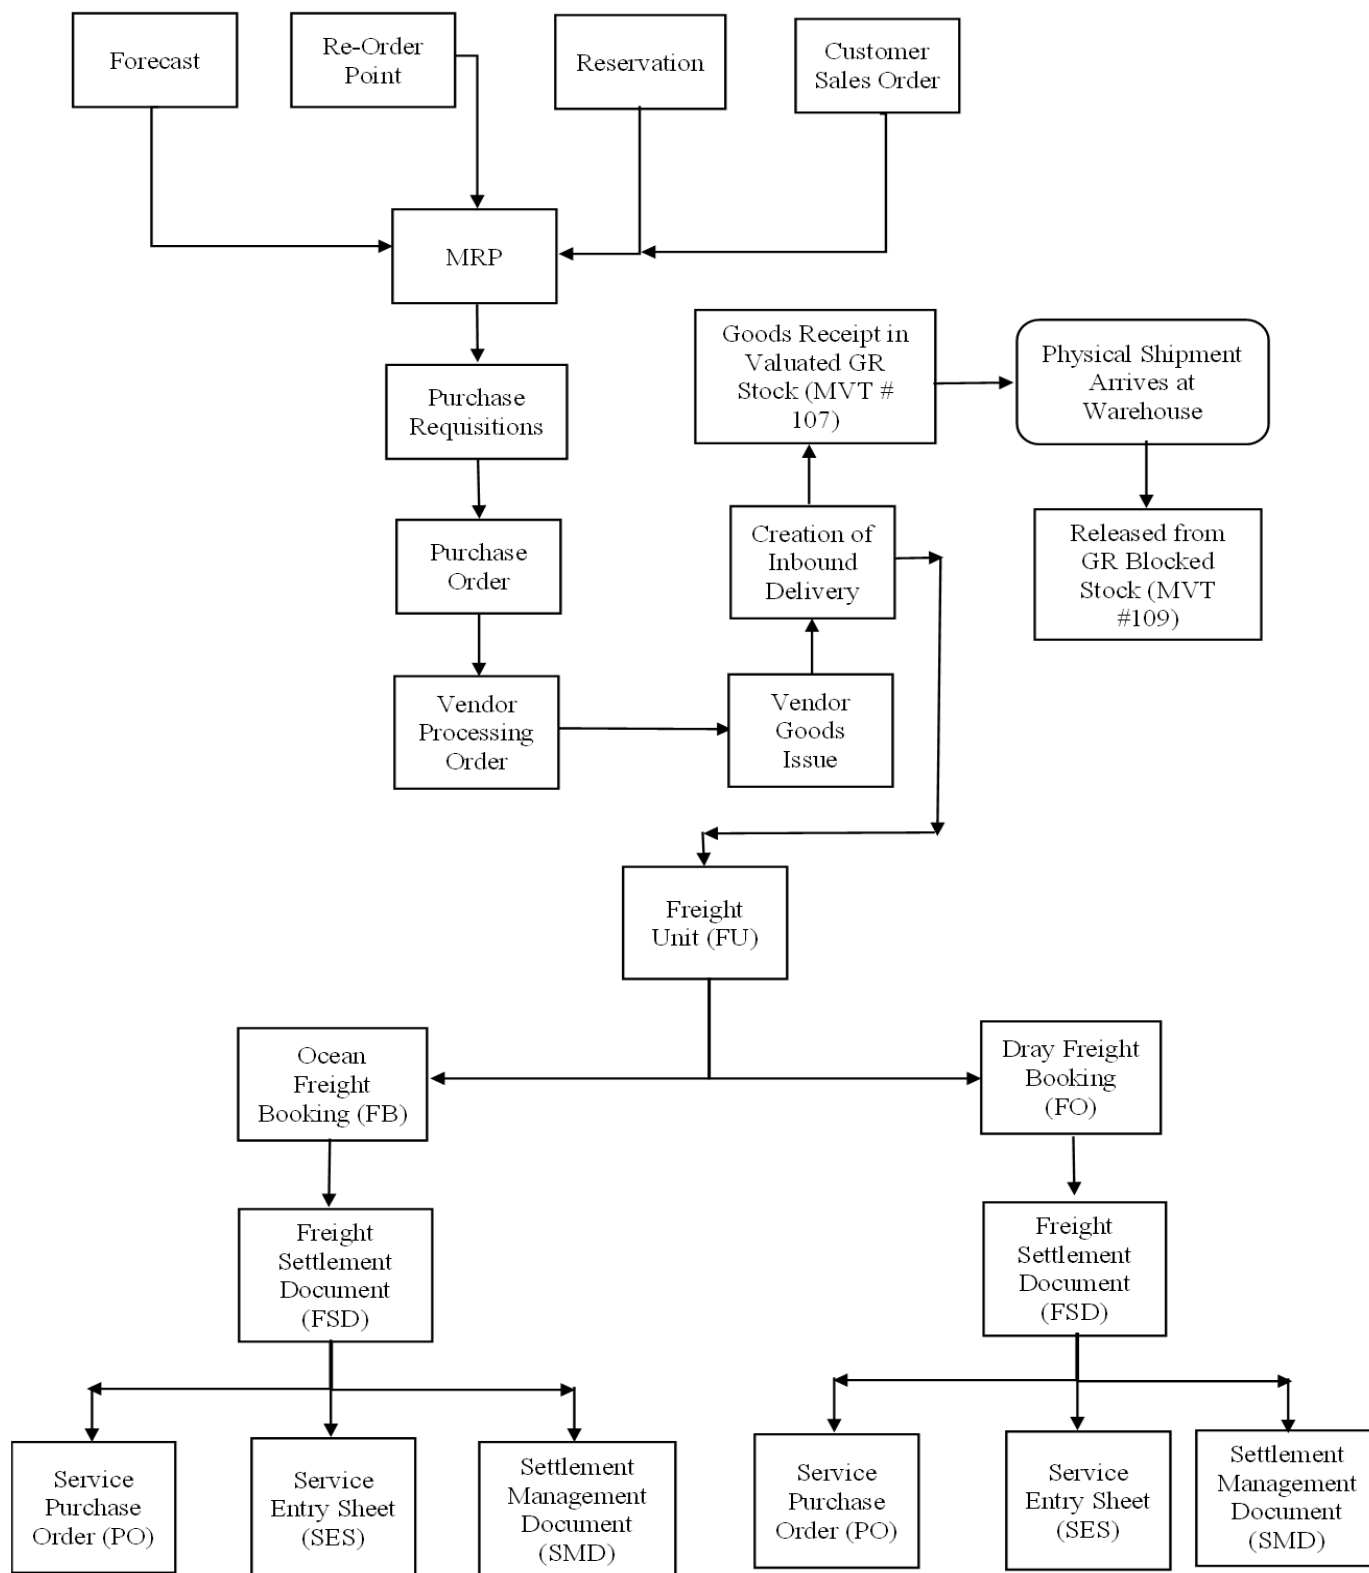 Forecast
Re-Order
Point
Reservation
Customer
Sales Order
MRP
Goods Receipt in
Valuated GR
Stock (MVT #
107)
Physical Shipment
Arrives at
Warehouse
Purchase
Requisitions
Creation of
Inbound
Delivery
Released from
GR Blocked
Stock (MVT
#109)
Purchase
Order
Vendor
Processing
Order
Vendor
Goods
Issue
Freight
Unit (FU)
Ocean
Freight
Booking (FB)
Dray Freight
Booking
(FO)
Freight
Settlement
Document
(FSD)
Freight
Settlement
Document
(FSD)
Service
Purchase
Order (PO)
Service
Entry Sheet
(SES)
Settlement
Management
Document
(SMD)
Service
Purchase
Order (PO)
Service
Entry Sheet
(SES)
Settlement
Management
Document
(SMD)